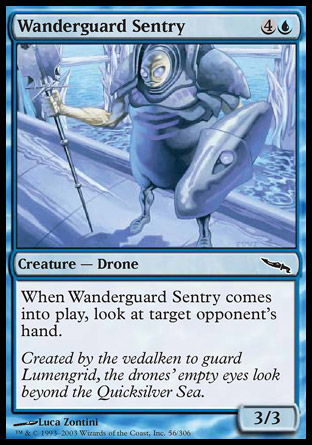 Wanderguard Sentry 4
Creature — Drone
When Wanderguard Sentry comes
into play, look at target opponent's
hand.
Created by the vedalken to guard
Lumengrid, the drones' empty eyes look
beyond the Quicksilver Sea.
Luca Zontini
™ & © 1993–2003 Wizards of the Coast, Inc. 56/306
3/3